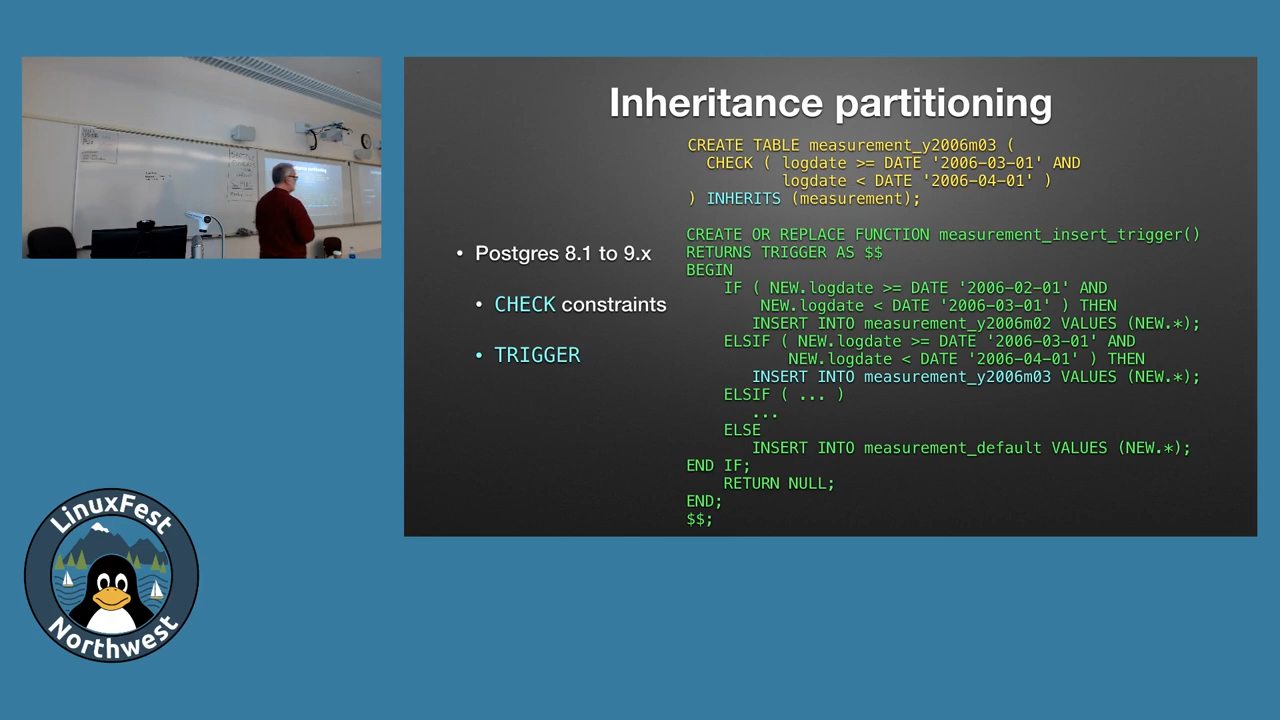 Inheritance partitioning
• Postgres 8.1 to 9.x
• CHECK constraints
• TRIGGER
CREATE TABLE measurement_y2006m03 (
  CHECK ( logdate >= DATE '2006-03-01' AND
          logdate < DATE '2006-04-01' )
) INHERITS (measurement);
CREATE OR REPLACE FUNCTION measurement_insert_trigger()
RETURNS TRIGGER AS $$
BEGIN
    IF ( NEW.logdate >= DATE '2006-02-01' AND
        NEW.logdate < DATE '2006-03-01' ) THEN
       INSERT INTO measurement_y2006m02 VALUES (NEW.*);
    ELSIF ( NEW.logdate >= DATE '2006-03-01' AND
           NEW.logdate < DATE '2006-04-01' ) THEN
       INSERT INTO measurement_y2006m03 VALUES (NEW.*);
    ELSIF ( ... )
       ...
    ELSE
       INSERT INTO measurement_default VALUES (NEW.*);
END IF;
    RETURN NULL;
END;
$$;
LinuxFest
Northwest